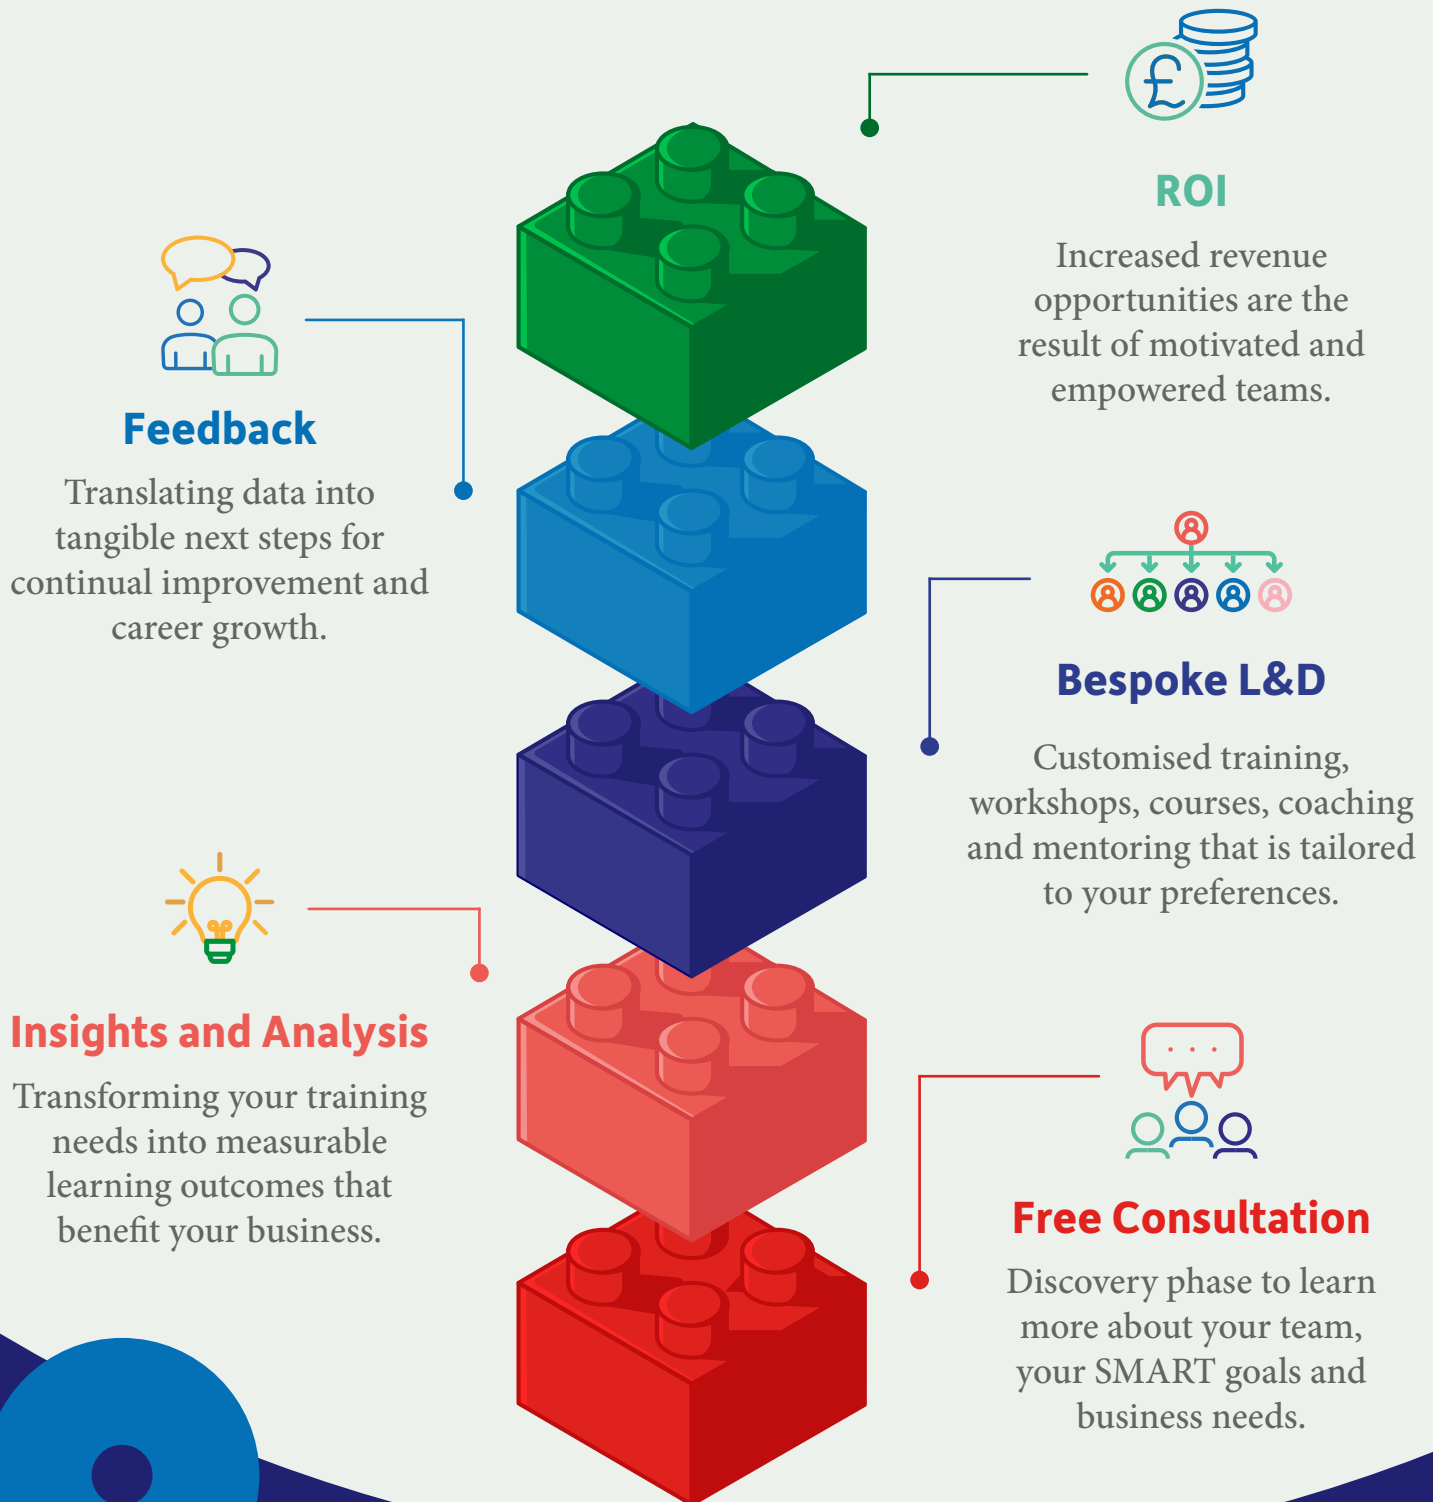 £
ROI
Increased revenue
opportunities are the
result of motivated and
empowered teams.
Feedback
Translating data into
tangible next steps for
continual improvement and
career growth.
Bespoke L&D
Customised training,
workshops, courses, coaching
and mentoring that is tailored
to your preferences.
Insights and Analysis
Transforming your training
needs into measurable
learning outcomes that
benefit your business.
Free Consultation
Discovery phase to learn
more about your team,
your SMART goals and
business needs.